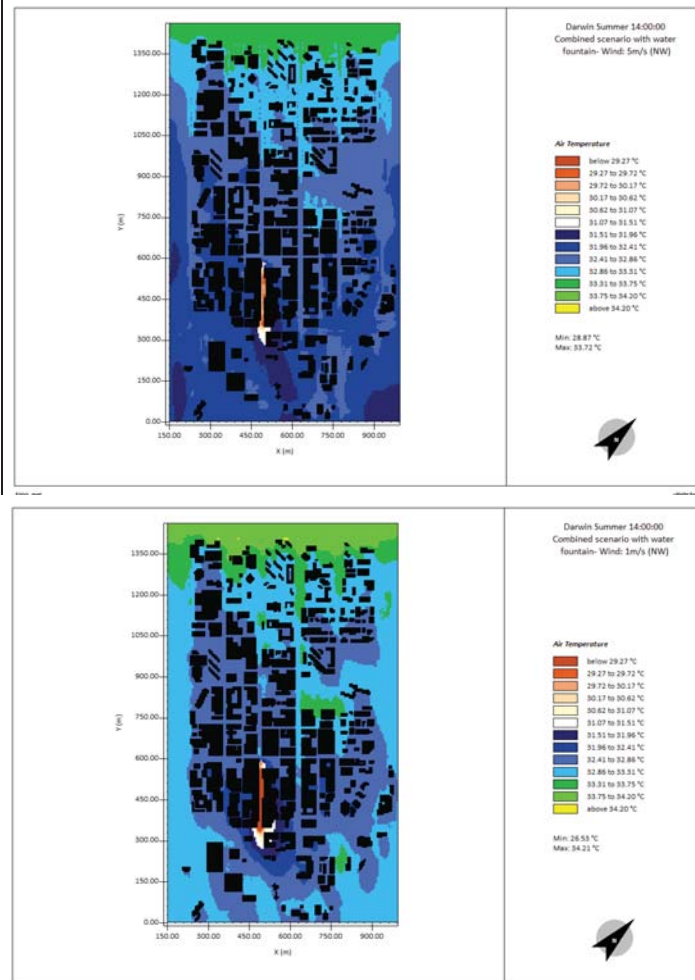 Darwin Summer 14:00:00
Combined scenario with water
fountain- Wind: 5m/s (NW)
Air Temperature
below 29.27 °C
29.27 to 29.72 °C
29.72 to 30.17 °C
30.17 to 30.62 °C
30.62 to 31.07 °C
31.07 to 31.51 °C
31.51 to 31.96 °C
31.96 to 32.41 °C
32.41 to 32.86 °C
32.86 to 33.31 °C
33.31 to 33.75 °C
33.75 to 34.20 °C
above 34.20 °C
Min: 28.87 °C
Max: 33.72 °C
N
1350.00
1200.00
1050.00
900.00
750.00
600.00
450.00
300.00
150.00
0.00
Y (m)
150.00 300.00 450.00 600.00 750.00 900.00
X (m)
Darwin Summer 14:00:00
Combined scenario with water
fountain- Wind: 1m/s (NW)
Air Temperature
below 29.27 °C
29.27 to 29.72 °C
29.72 to 30.17 °C
30.17 to 30.62 °C
30.62 to 31.07 °C
31.07 to 31.51 °C
31.51 to 31.96 °C
31.96 to 32.41 °C
32.41 to 32.86 °C
32.86 to 33.31 °C
33.31 to 33.75 °C
33.75 to 34.20 °C
above 34.20 °C
Min: 26.53 °C
Max: 34.21 °C
N
1350.00
1200.00
1050.00
900.00
750.00
600.00
450.00
300.00
150.00
0.00
Y (m)
150.00 300.00 450.00 600.00 750.00 900.00
X (m)